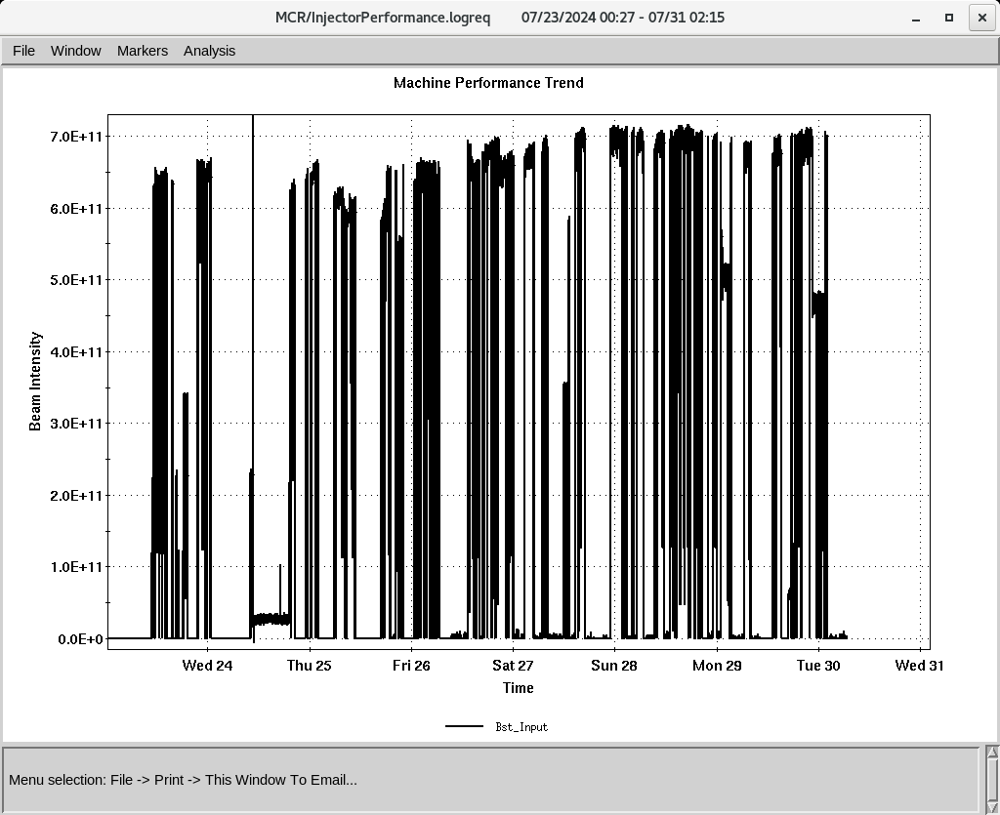 MCR/InjectorPerformance.logreq 07/23/2024 00:27 - 07/31 02:15
File Window Markers Analysis
Machine Performance Trend
7.0E+11
6.0E+11
5.0E+11
4.0E+11
3.0E+11
2.0E+11
1.0E+11
0.0E+0
Beam Intensity
Wed 24 Thu 25 Fri 26 Sat 27 Sun 28 Mon 29 Tue 30 Wed 31
Time
Bst_Input
Menu selection: File -> Print -> This Window To Email...